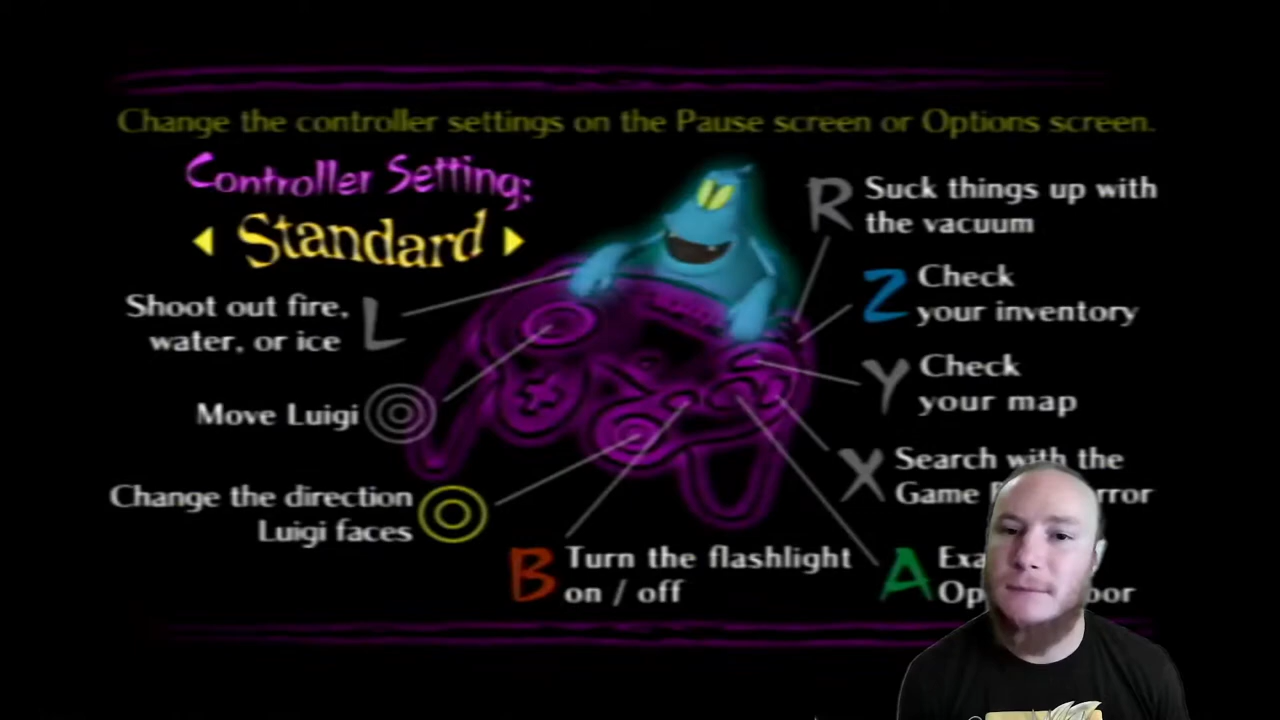 Change the controller settings on the Pause screen or Options screen.
Controller Setting:
Standard
R Suck things up with
the vacuum
Shoot out fire, L
water, or ice
Z Check
your inventory
Y Check
your map
Move Luigi
X Search with the
Game
Change the direction
Luigi faces
B Turn the flashlight
on / off
A